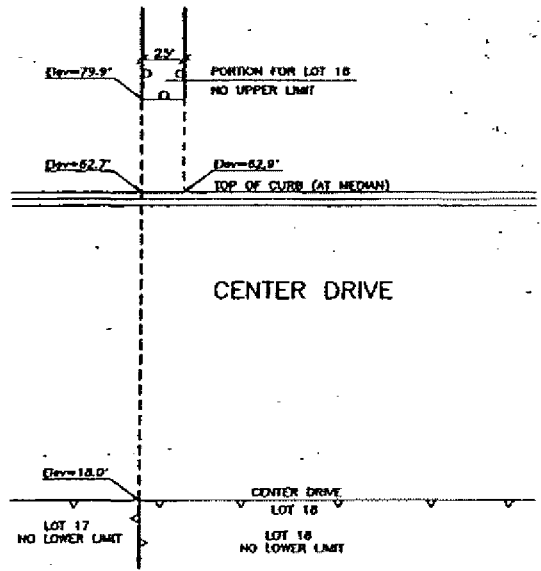 25'
Elev=79.9'
PORTION FOR LOT 18
NO UPPER LIMIT
Elev=62.7'
Elev=62.9'
TOP OF CURB (AT MEDIAN)
CENTER DRIVE
Elev=18.0'
CENTER DRIVE
LOT 18
LOT 17
NO LOWER LIMIT
LOT 18
NO LOWER LIMIT